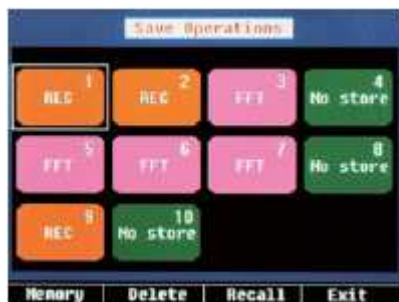 Save Operations
1 2 3 4
REC REC FFT No store
5 6 7 8
FFT FFT FFT No store
9 10
REC No store
Memory Delete Recall Exit